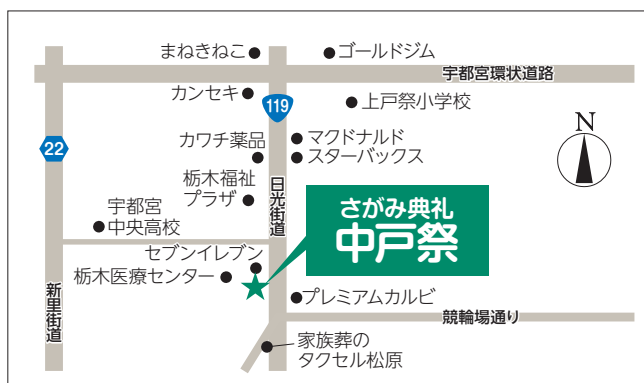 まねきねこ
ゴールドジム
宇都宮環状道路
カンセキ
119
上戸祭小学校
22
カワチ薬品
マクドナルド
スターバックス
N
栃木福祉
プラザ
日光街道
さがみ典礼
中戸祭
宇都宮
中央高校
セブンイレブン
栃木医療センター
新里街道
プレミアムカルビ
競輪場通り
家族葬の
タクセル松原